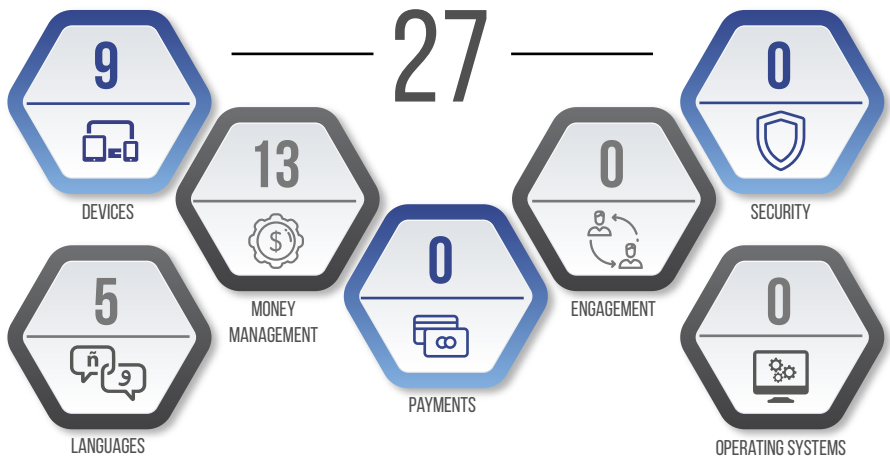 27
9
DEVICES
13
MONEY
MANAGEMENT
0
PAYMENTS
0
ENGAGEMENT
0
SECURITY
5
ñ
و
LANGUAGES
0
OPERATING SYSTEMS
$